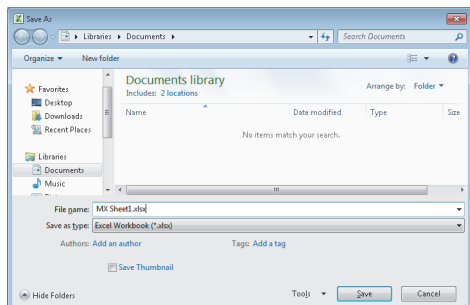 Save As
Libraries Documents
Search Documents
Organize New folder
Favorites
Desktop
Downloads
Recent Places
Libraries
Documents
Music
Documents library
Includes: 2 locations
Arrange by: Folder
Name Date modified Type Size
No items match your search.
File name: MX Sheet1.xlsx
Save as type: Excel Workbook (*.xlsx)
Authors: Add an author Tags: Add a tag
Save Thumbnail
Hide Folders Tools Save Cancel